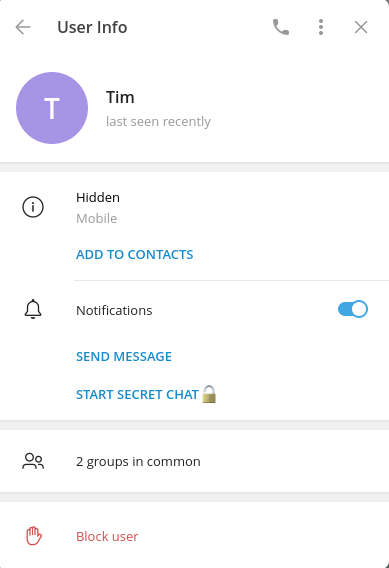 User Info
T
Tim
last seen recently
Hidden
Mobile
ADD TO CONTACTS
Notifications
SEND MESSAGE
START SECRET CHAT
2 groups in common
Block user